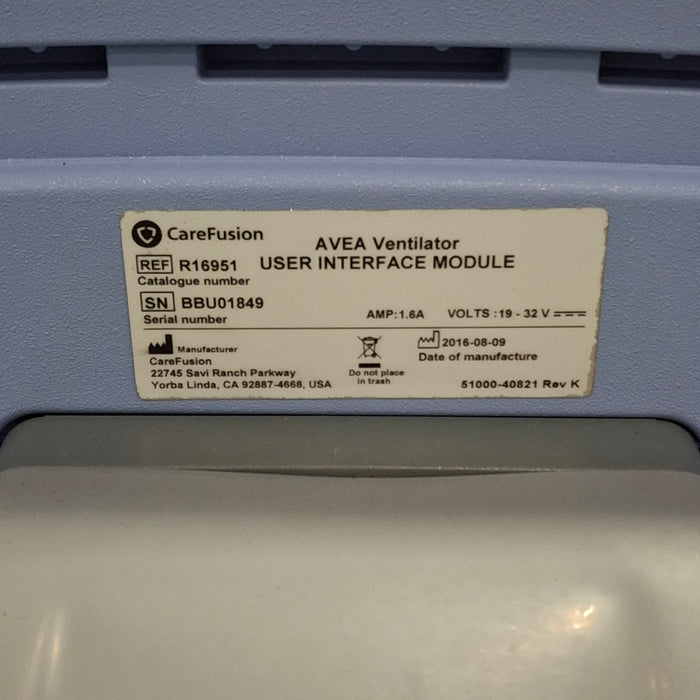 CareFusion
AVEA Ventilator
REF R16951 USER INTERFACE MODULE
Catalogue number
SN BBU01849
Serial number
AMP:1.6A VOLTS :19 - 32 V
Manufacturer
CareFusion
22745 Savi Ranch Parkway
Yorba Linda, CA 92887-4668, USA
Do not place
in trash
2016-08-09
Date of manufacture
51000-40821 Rev K